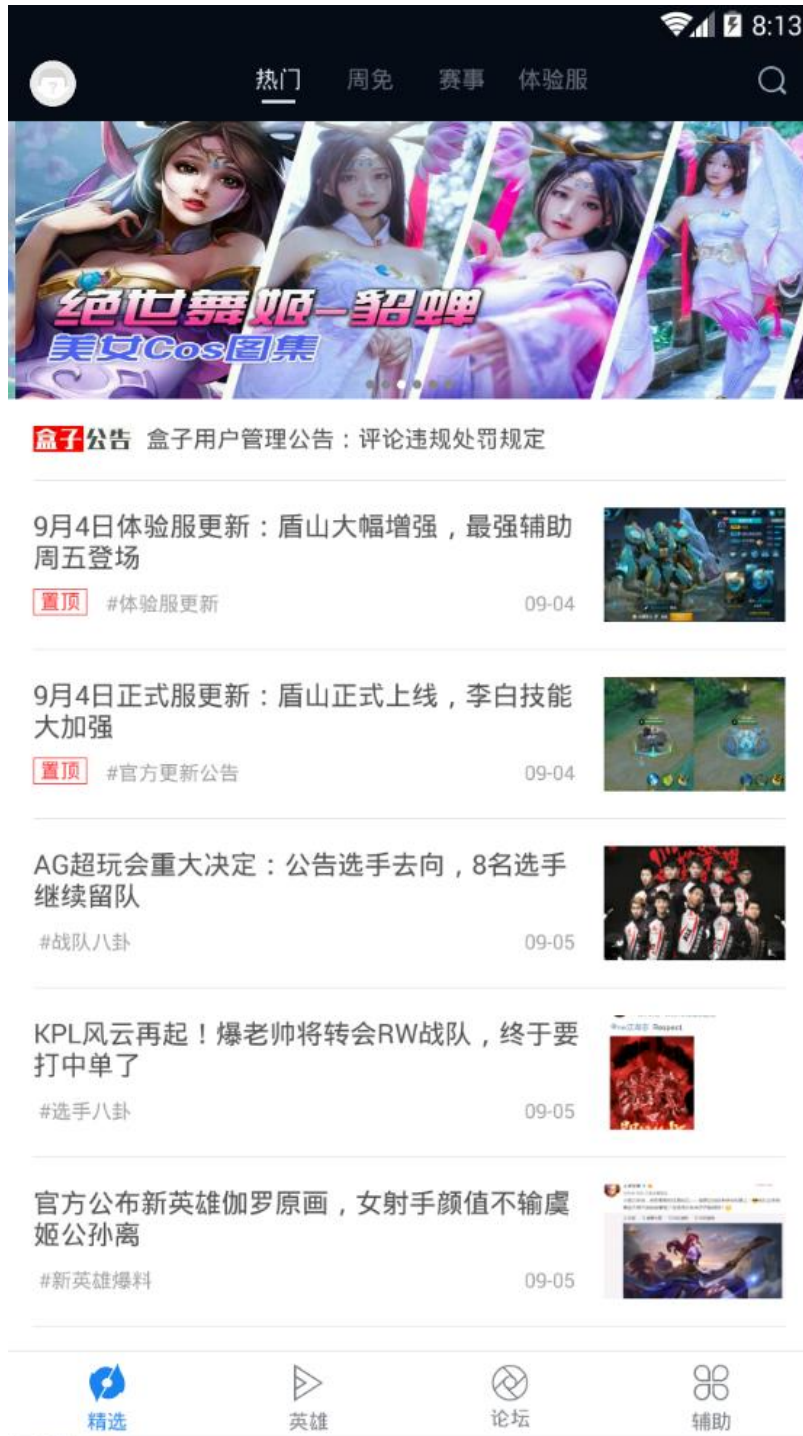 8:13
热门 周免 赛事 体验服
绝世舞姬-貂蝉
美女Cos图集
盒子公告 盒子用户管理公告：评论违规处罚规定
9月4日体验服更新：盾山大幅增强，最强辅助
周五登场
置顶 #体验服更新 09-04
9月4日正式服更新：盾山正式上线，李白技能
大加强
置顶 #官方更新公告 09-04
AG超玩会重大决定：公告选手去向，8名选手
继续留队
#战队八卦 09-05
KPL风云再起！爆老帅将转会RW战队，终于要
打中单了
#选手八卦 09-05
Respect
官方公布新英雄伽罗原画，女射手颜值不输虞
姬公孙离
#新英雄爆料 09-05
精选 英雄 论坛 辅助